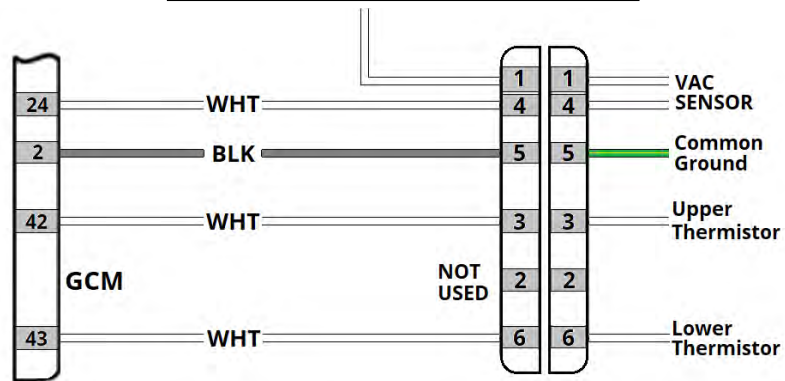 1 1 VAC
24 WHT 4 4 SENSOR
2 BLK 5 5 Common
Ground
42 WHT 3 3 Upper
Thermistor
GCM NOT 2 2
USED
43 WHT 6 6 Lower
Thermistor